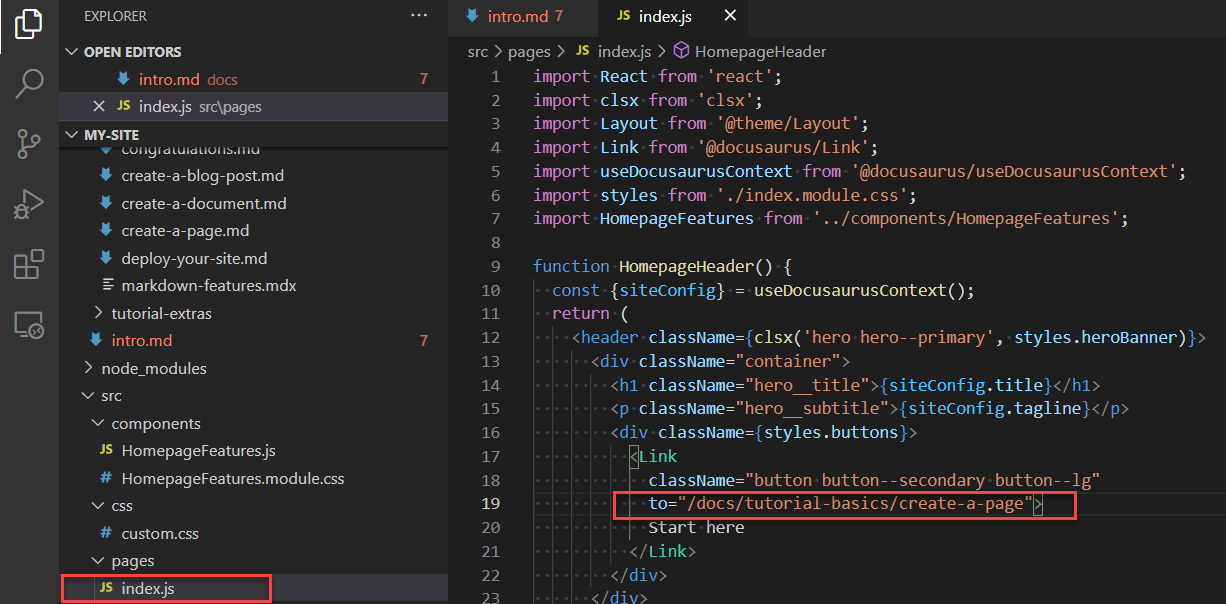 EXPLORER
OPEN EDITORS
intro.md docs 7
index.js src\pages
MY-SITE
congratulations.md
create-a-blog-post.md
create-a-document.md
create-a-page.md
deploy-your-site.md
markdown-features.mdx
tutorial-extras
intro.md 7
node_modules
src
components
JS HomepageFeatures.js
# HomepageFeatures.module.css
css
# custom.css
pages
JS index.js
intro.md 7 JS index.js
src > pages > JS index.js > HomepageHeader
1 import React from 'react';
2 import clsx from 'clsx';
3 import Layout from '@theme/Layout';
4 import Link from '@docusaurus/Link';
5 import useDocusaurusContext from '@docusaurus/useDocusaurusContext';
6 import styles from './index.module.css';
7 import HomepageFeatures from '../components/HomepageFeatures';
8
9 function HomepageHeader() {
10 const {siteConfig} = useDocusaurusContext();
11 return (
12 <header className={clsx('hero hero--primary', styles.heroBanner)}>
13 <div className="container">
14 <h1 className="hero__title">{siteConfig.title}</h1>
15 <p className="hero__subtitle">{siteConfig.tagline}</p>
16 <div className={styles.buttons}>
17 <Link
18 className="button button--secondary button--lg"
19 to="/docs/tutorial-basics/create-a-page">
20 Start here
21 </Link>
22 </div>
23 </div>